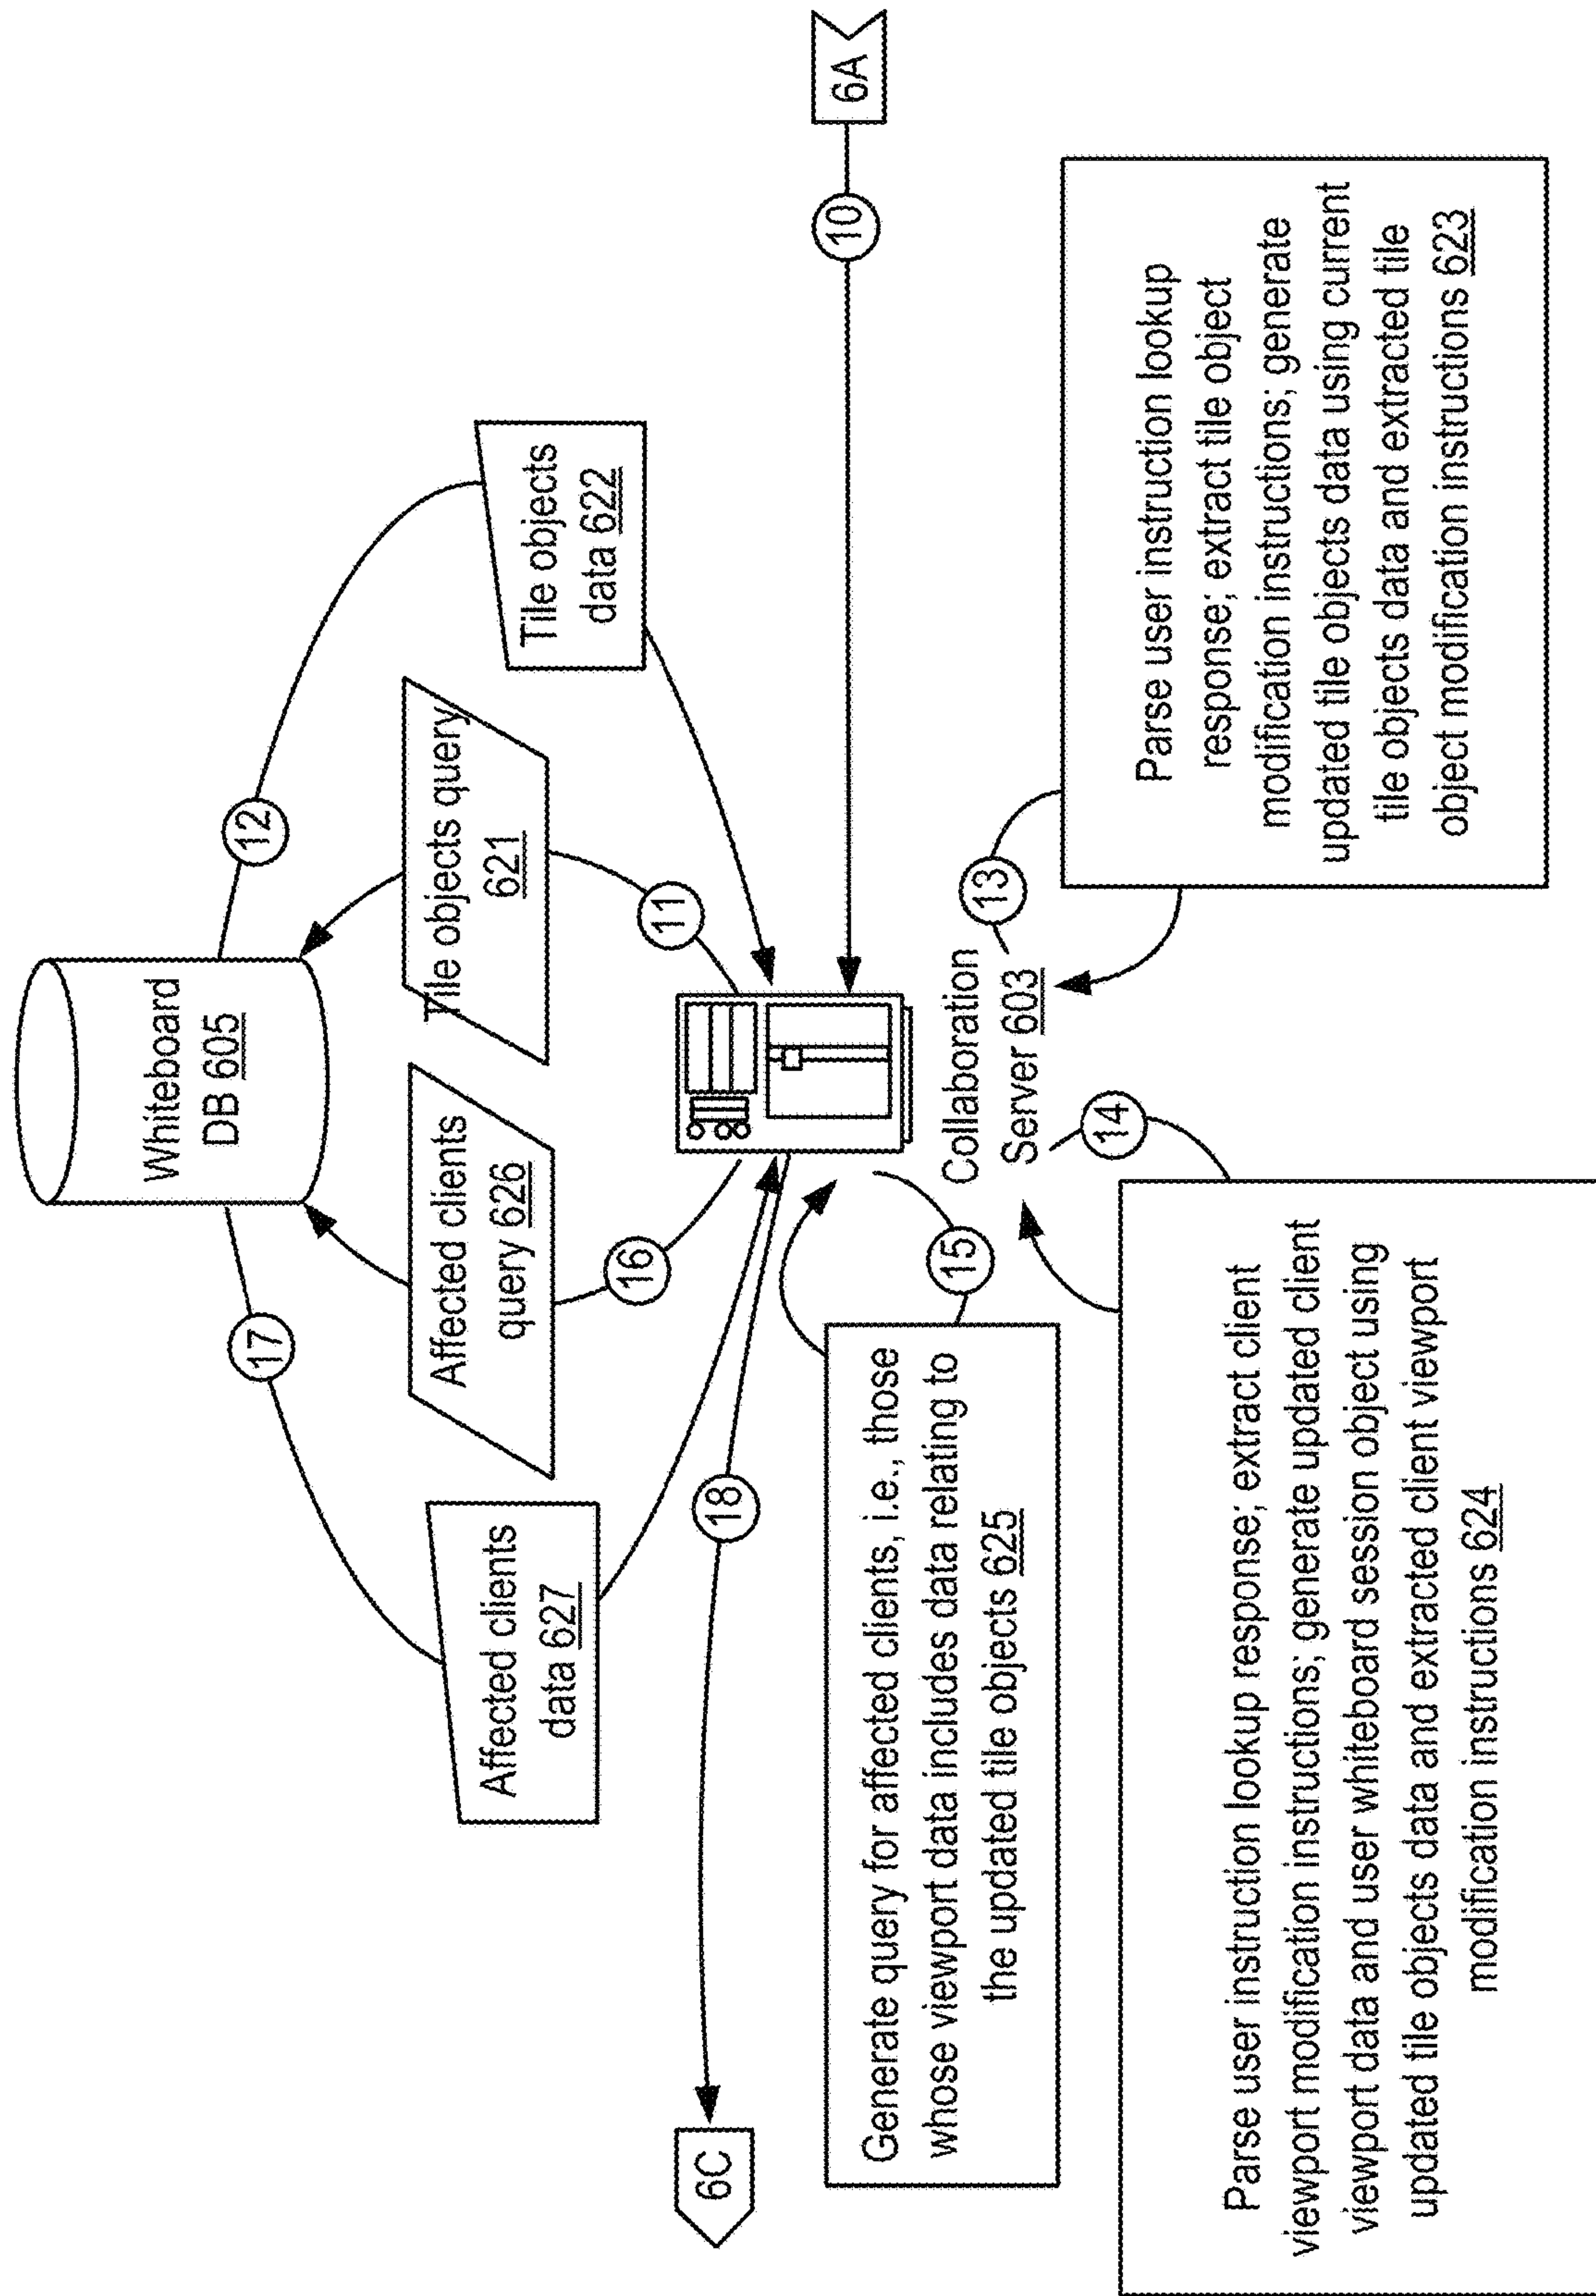 Whiteboard
DB 605
17
12
Affected clients
data 627
Affected clients
query 626
Tile objects query
621
Tile objects
data 622
16
11
18
6C
10
6A
Collaboration
Server 603
15
14
13
Generate query for affected clients, i.e., those
whose viewport data includes data relating to
the updated tile objects 625
Parse user instruction lookup response; extract client
viewport modification instructions; generate updated client
viewport data and user whiteboard session object using
updated tile objects data and extracted client viewport
modification instructions 624
Parse user instruction lookup
response; extract tile object
modification instructions; generate
updated tile objects data using current
tile objects data and extracted tile
object modification instructions 623